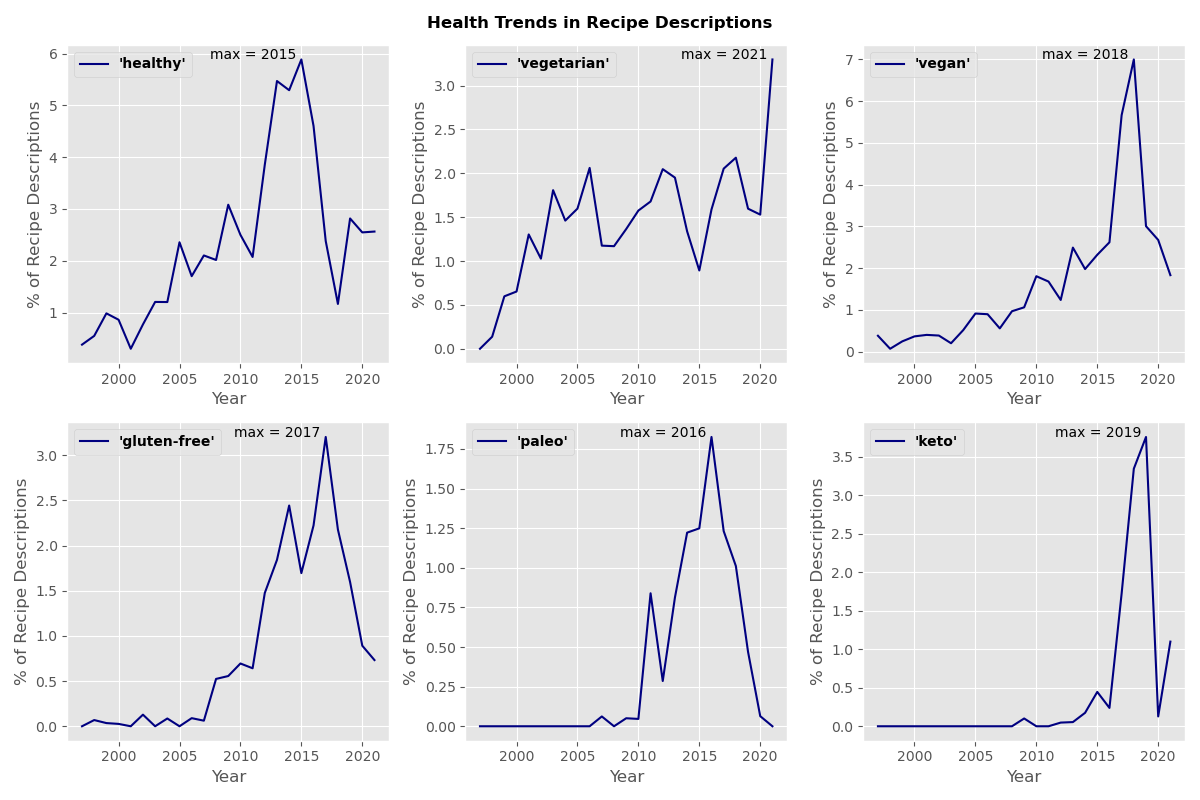 Health Trends in Recipe Descriptions
'healthy'
max = 2015
6
5
4
3
2
1
% of Recipe Descriptions
2000 2005 2010 2015 2020
Year
'vegetarian'
max = 2021
3.0
2.5
2.0
1.5
1.0
0.5
0.0
% of Recipe Descriptions
2000 2005 2010 2015 2020
Year
'vegan'
max = 2018
7
6
5
4
3
2
1
0
% of Recipe Descriptions
2000 2005 2010 2015 2020
Year
'gluten-free'
max = 2017
3.0
2.5
2.0
1.5
1.0
0.5
0.0
% of Recipe Descriptions
2000 2005 2010 2015 2020
Year
'paleo'
max = 2016
1.75
1.50
1.25
1.00
0.75
0.50
0.25
0.00
% of Recipe Descriptions
2000 2005 2010 2015 2020
Year
'keto'
max = 2019
3.5
3.0
2.5
2.0
1.5
1.0
0.5
0.0
% of Recipe Descriptions
2000 2005 2010 2015 2020
Year